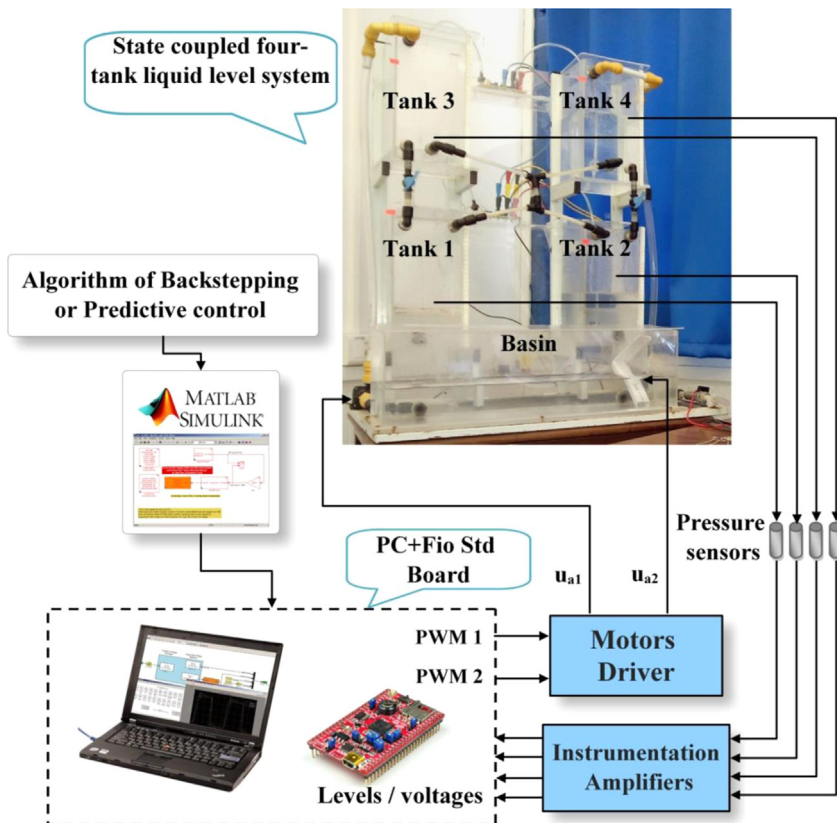 State coupled four-
tank liquid level system
Tank 3
Tank 4
Tank 1
Tank 2
Basin
Algorithm of Backstepping
or Predictive control
MATLAB
SIMULINK®
Pressure
sensors
PC+Fio Std
Board
ua1
ua2
PWM 1
PWM 2
Motors
Driver
Instrumentation
Amplifiers
Levels / voltages